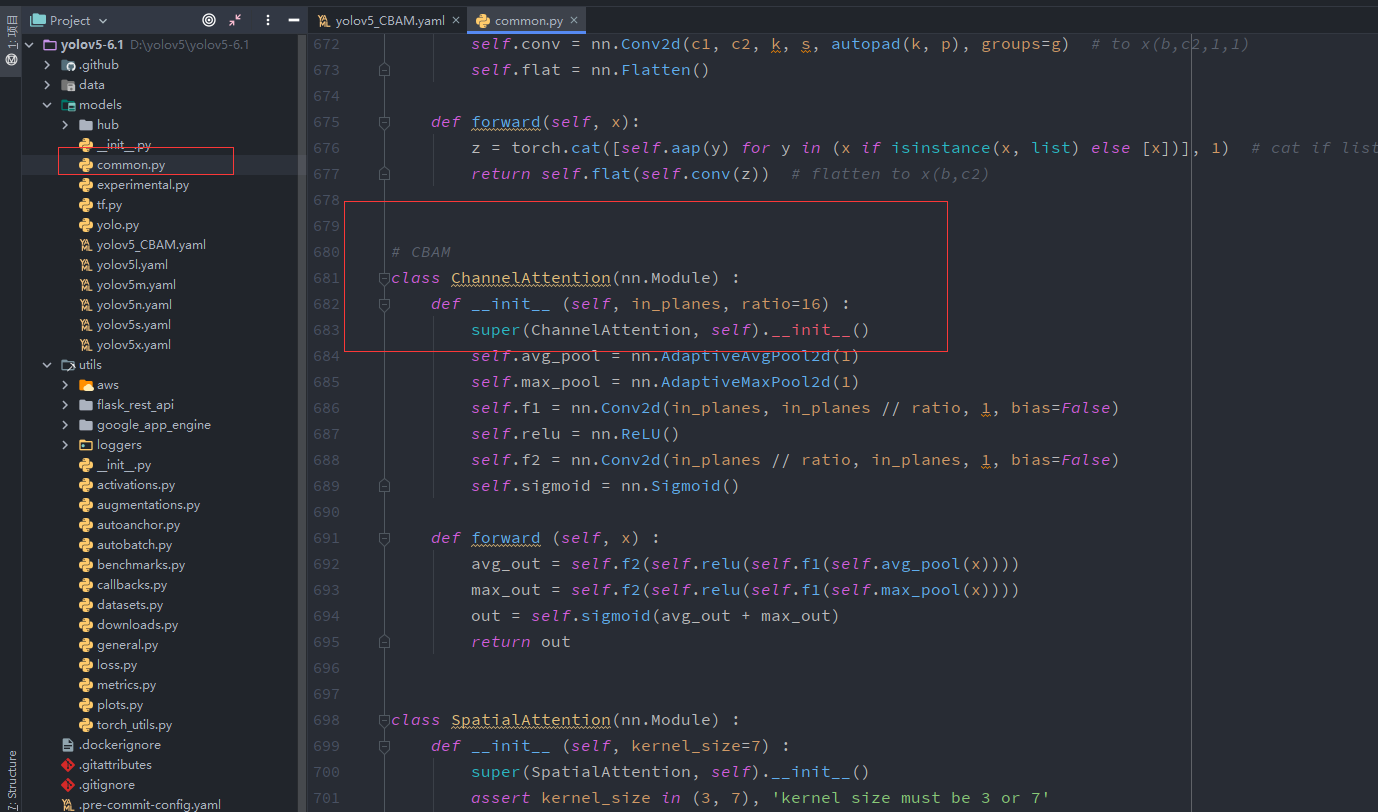 1: 项目
Project
yolov5_CBAM.yaml
common.py
yolov5-6.1 D:\yolov5\yolov5-6.1
.github
data
models
hub
__init__.py
common.py
experimental.py
tf.py
yolo.py
yolov5_CBAM.yaml
yolov5l.yaml
yolov5m.yaml
yolov5n.yaml
yolov5s.yaml
yolov5x.yaml
utils
aws
flask_rest_api
google_app_engine
loggers
__init__.py
activations.py
augmentations.py
autoanchor.py
autobatch.py
benchmarks.py
callbacks.py
datasets.py
downloads.py
general.py
loss.py
metrics.py
plots.py
torch_utils.py
.dockerignore
.gitattributes
.gitignore
.pre-commit-config.yaml
7: Structure
672 self.conv = nn.Conv2d(c1, c2, k, s, autopad(k, p), groups=g)  # to x(b,c2,1,1)
673 self.flat = nn.Flatten()
674
675 def forward(self, x):
676 z = torch.cat([self.aap(y) for y in (x if isinstance(x, list) else [x])], 1)  # cat if list
677 return self.flat(self.conv(z))  # flatten to x(b,c2)
678
679
680 # CBAM
681 class ChannelAttention(nn.Module) :
682 def __init__ (self, in_planes, ratio=16) :
683 super(ChannelAttention, self).__init__()
684 self.avg_pool = nn.AdaptiveAvgPool2d(1)
685 self.max_pool = nn.AdaptiveMaxPool2d(1)
686 self.f1 = nn.Conv2d(in_planes, in_planes // ratio, 1, bias=False)
687 self.relu = nn.ReLU()
688 self.f2 = nn.Conv2d(in_planes // ratio, in_planes, 1, bias=False)
689 self.sigmoid = nn.Sigmoid()
690
691 def forward (self, x) :
692 avg_out = self.f2(self.relu(self.f1(self.avg_pool(x))))
693 max_out = self.f2(self.relu(self.f1(self.max_pool(x))))
694 out = self.sigmoid(avg_out + max_out)
695 return out
696
697
698 class SpatialAttention(nn.Module) :
699 def __init__ (self, kernel_size=7) :
700 super(SpatialAttention, self).__init__()
701 assert kernel_size in (3, 7), 'kernel size must be 3 or 7'